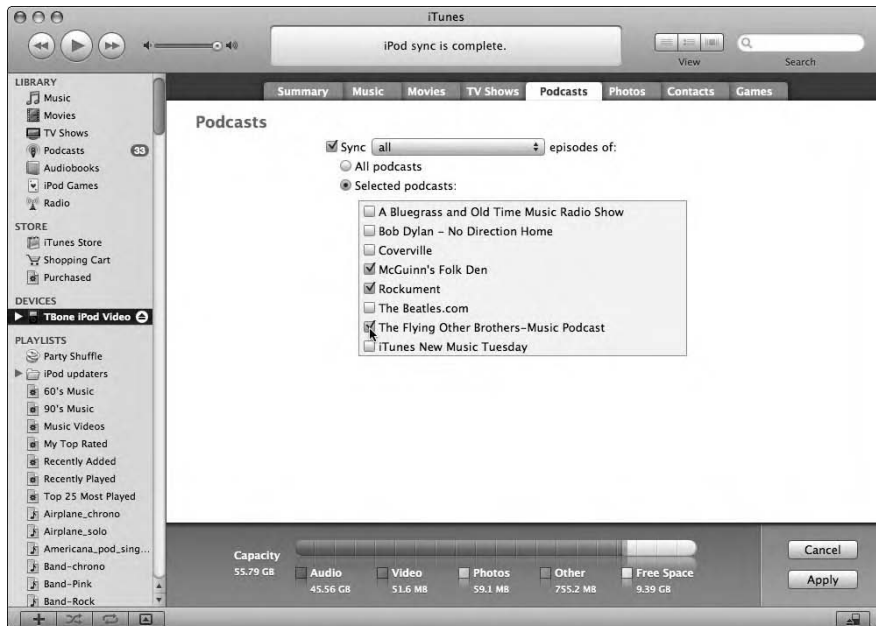 iTunes
iPod sync is complete.
View
Search
LIBRARY
Music
Movies
TV Shows
Podcasts 33
Audiobooks
iPod Games
Radio
STORE
iTunes Store
Shopping Cart
Purchased
DEVICES
TBone iPod Video
PLAYLISTS
Party Shuffle
iPod updaters
60's Music
90's Music
Music Videos
My Top Rated
Recently Added
Recently Played
Top 25 Most Played
Airplane_chrono
Airplane_solo
Americana_pod_sing...
Band-chrono
Band-Pink
Band-Rock
Summary Music Movies TV Shows Podcasts Photos Contacts Games
Podcasts
Sync all episodes of:
All podcasts
Selected podcasts:
A Bluegrass and Old Time Music Radio Show
Bob Dylan – No Direction Home
Coverville
McGuinn's Folk Den
Rockument
The Beatles.com
The Flying Other Brothers–Music Podcast
iTunes New Music Tuesday
Capacity
55.79 GB
Audio
45.56 GB
Video
51.6 MB
Photos
59.1 MB
Other
755.2 MB
Free Space
9.39 GB
Cancel
Apply